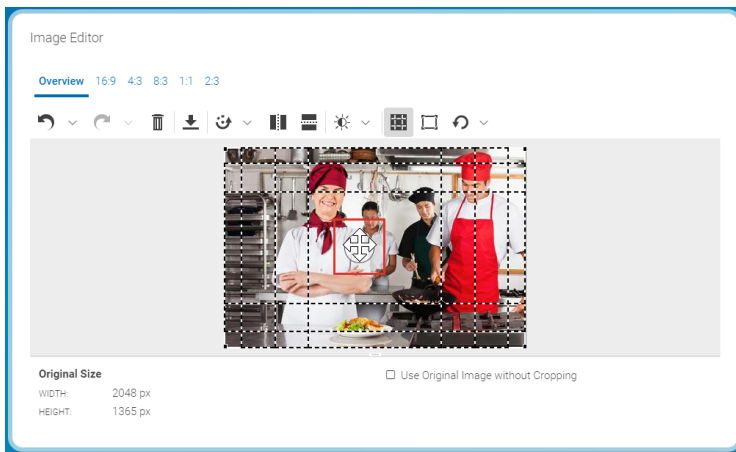 Image Editor
Overview 16:9 4:3 8:3 1:1 2:3
Original Size
WIDTH: 2048 px
HEIGHT: 1365 px
Use Original Image without Cropping